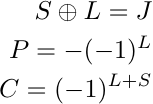 S ⊕ L = J
P = −(−1)^L
C = (−1)^{L+S}